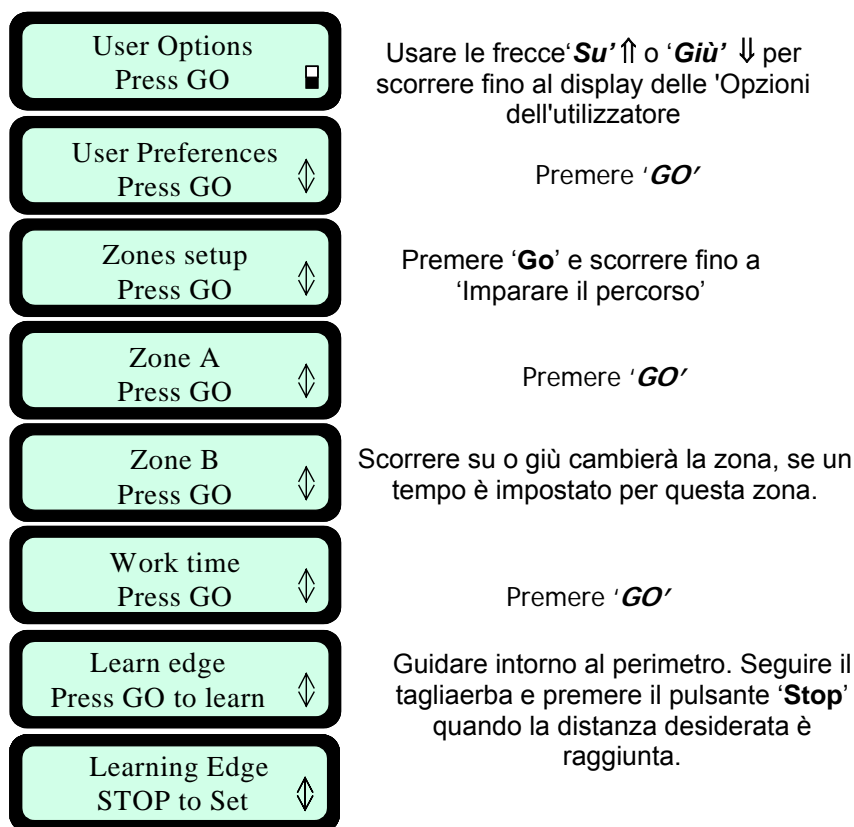 User Options
Press GO
Usare le frecce‘Su’⇑ o ‘Giù’ ⇓ per
scorrere fino al display delle 'Opzioni
dell'utilizzatore
User Preferences
Press GO
Premere ‘GO’
Zones setup
Press GO
Premere ‘Go’ e scorrere fino a
‘Imparare il percorso’
Zone A
Press GO
Premere ‘GO’
Zone B
Press GO
Scorrere su o giù cambierà la zona, se un
tempo è impostato per questa zona.
Work time
Press GO
Premere ‘GO’
Learn edge
Press GO to learn
Guidare intorno al perimetro. Seguire il
tagliaerba e premere il pulsante ‘Stop’
quando la distanza desiderata è
raggiunta.
Learning Edge
STOP to Set